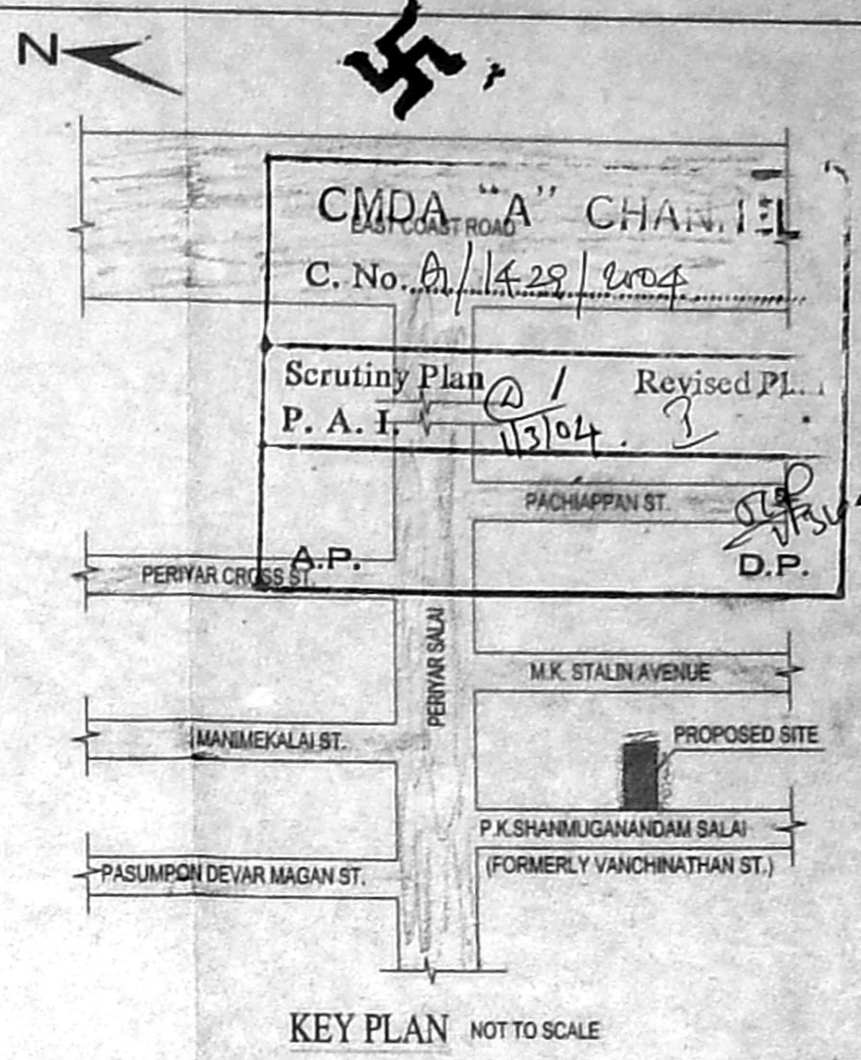 N
CMDA "A" CHANNEL
EAST COAST ROAD
C. No. A1/1429/2004
Scrutiny Plan
Revised Pl
P. A. I.
1/3/04
PACHIAPPAN ST.
A.P.
PERIYAR CROSS ST.
D.P.
PERIYAR SALAI
M.K. STALIN AVENUE
MANIMEKALAI ST.
PROPOSED SITE
P.K.SHANMUGANANDAM SALAI
(FORMERLY VANCHINATHAN ST.)
PASUMPON DEVAR MAGAN ST.
KEY PLAN NOT TO SCALE